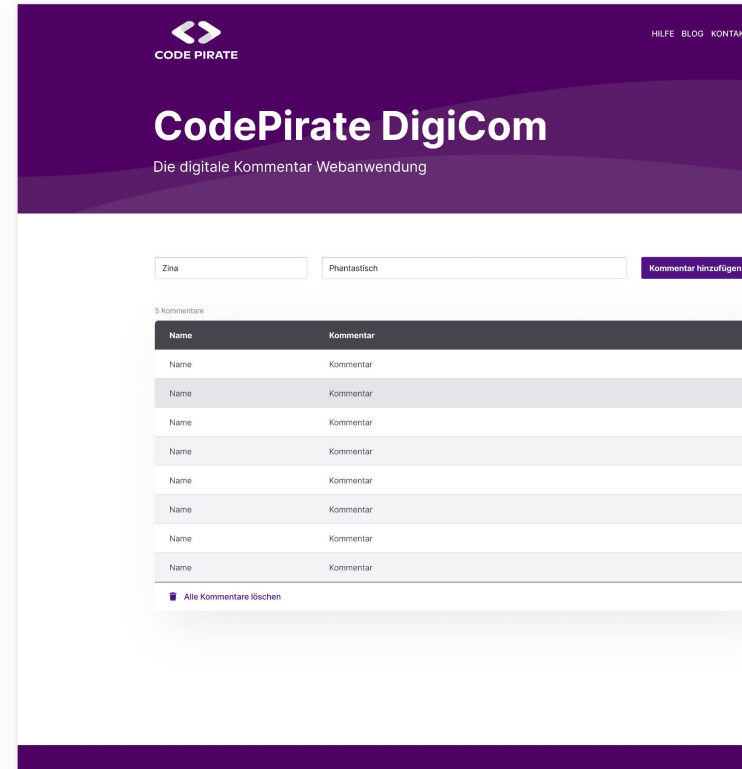 CODE PIRATE
HILFE BLOG
CodePirate DigiCom
Die digitale Kommentar Webanwendung
Zina Phantastisch Kommentar hinzufügen
5 Kommentare
Name Kommentar
Name Kommentar
Name Kommentar
Name Kommentar
Name Kommentar
Name Kommentar
Name Kommentar
Name Kommentar
Name Kommentar
Alle Kommentare löschen